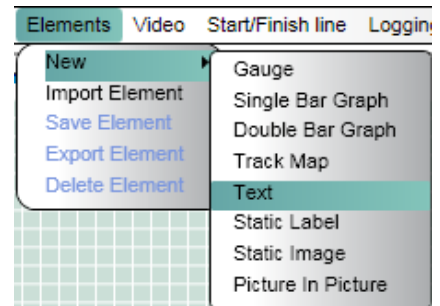 Elements Video Start/Finish line Logging
New
Import Element
Save Element
Export Element
Delete Element
Gauge
Single Bar Graph
Double Bar Graph
Track Map
Text
Static Label
Static Image
Picture In Picture